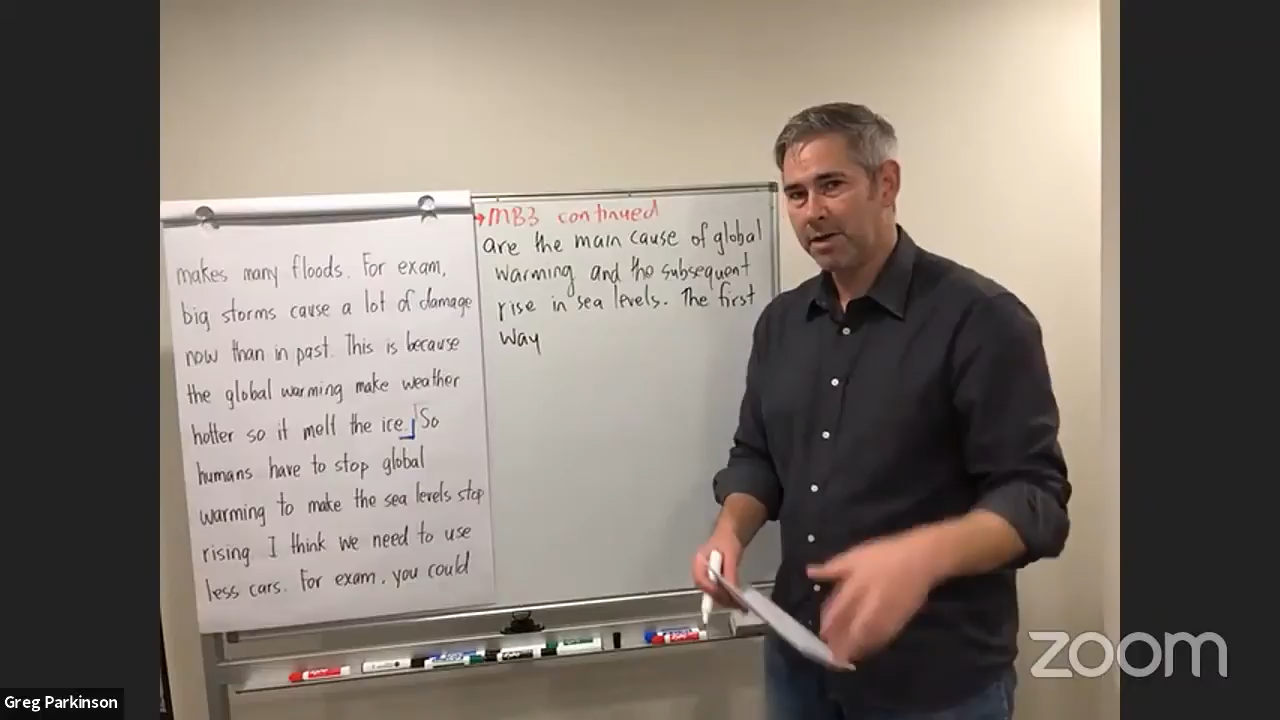 makes many floods. For exam,
big storms cause a lot of damage
now than in past. This is because
the global warming make weather
hotter so it melt the ice. So
humans have to stop global
warming to make the sea levels stop
rising. I think we need to use
less cars. For exam, you could
→MB3 continued
are the main cause of global
warming and the subsequent
rise in sea levels. The first
way
zoom
Greg Parkinson